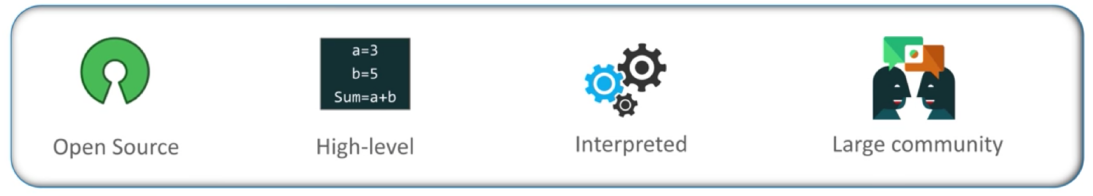 a=3
b=5
Sum=a+b
Open Source
High-level
Interpreted
Large community